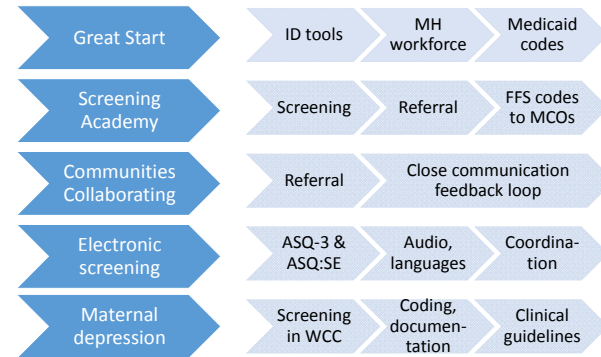 Great Start
ID tools
MH
workforce
Medicaid
codes
Screening
Academy
Screening
Referral
FFS codes
to MCOs
Communities
Collaborating
Referral
Close communication
feedback loop
Electronic
screening
ASQ-3 &
ASQ:SE
Audio,
languages
Coordina-
tion
Maternal
depression
Screening
in WCC
Coding,
documen-
tation
Clinical
guidelines